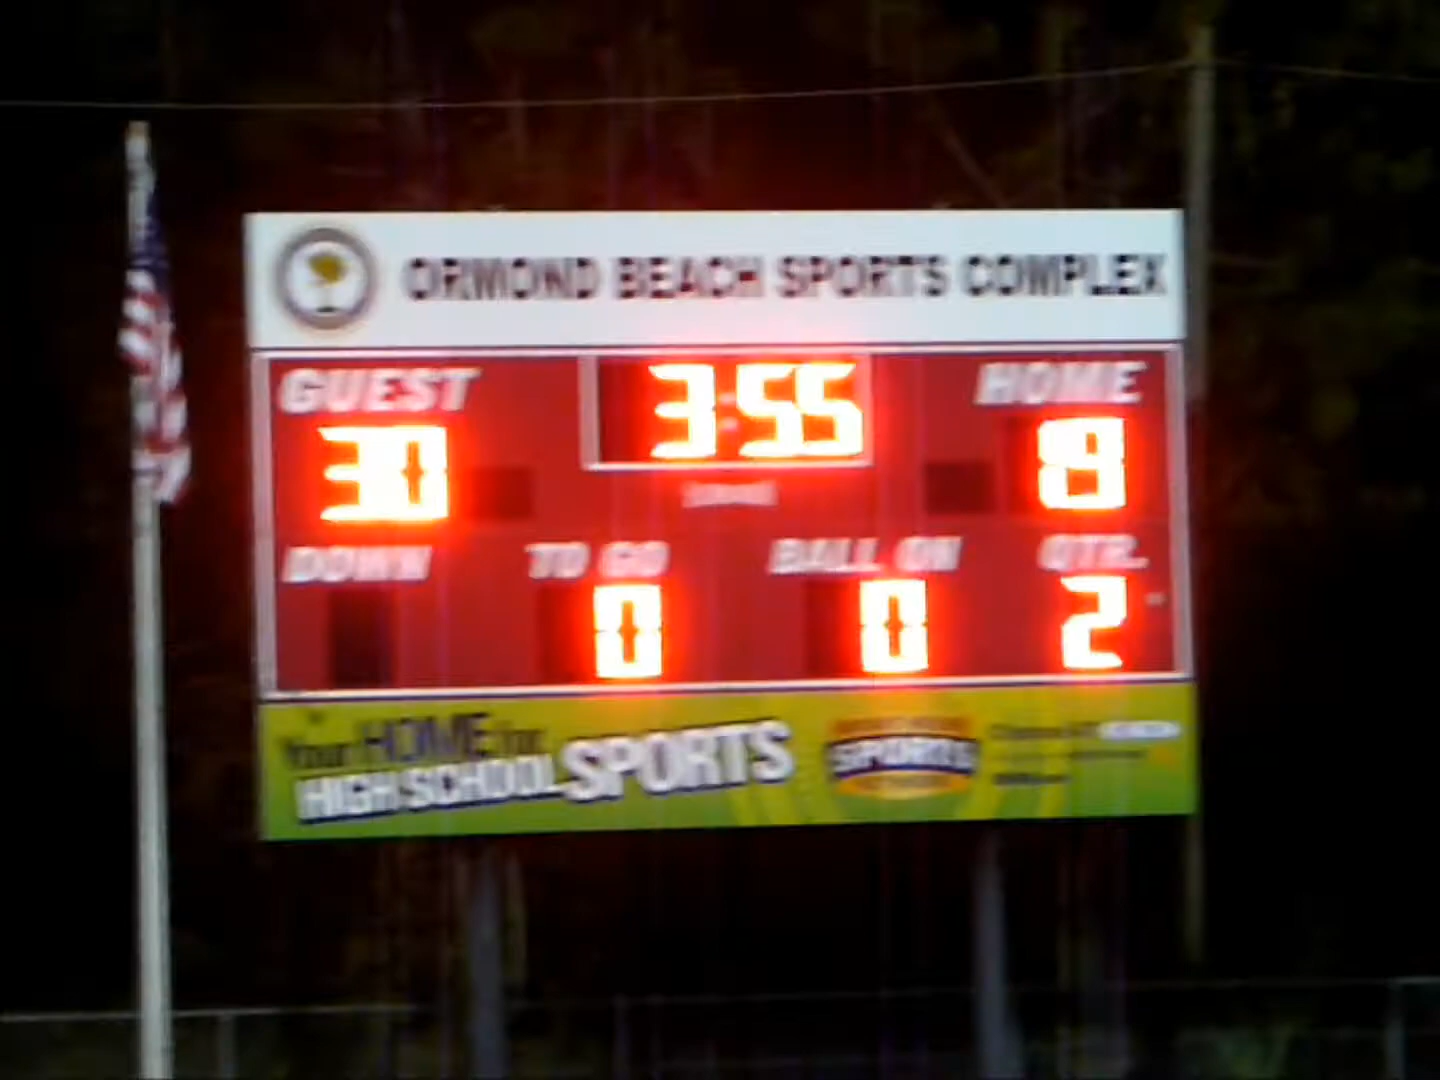 ORMOND BEACH SPORTS COMPLEX
GUEST 3:55 HOME
30 8
DOWN TO GO BALL ON QTR.
0 0 2
Your HOME for
HIGH SCHOOL SPORTS
SPORTS